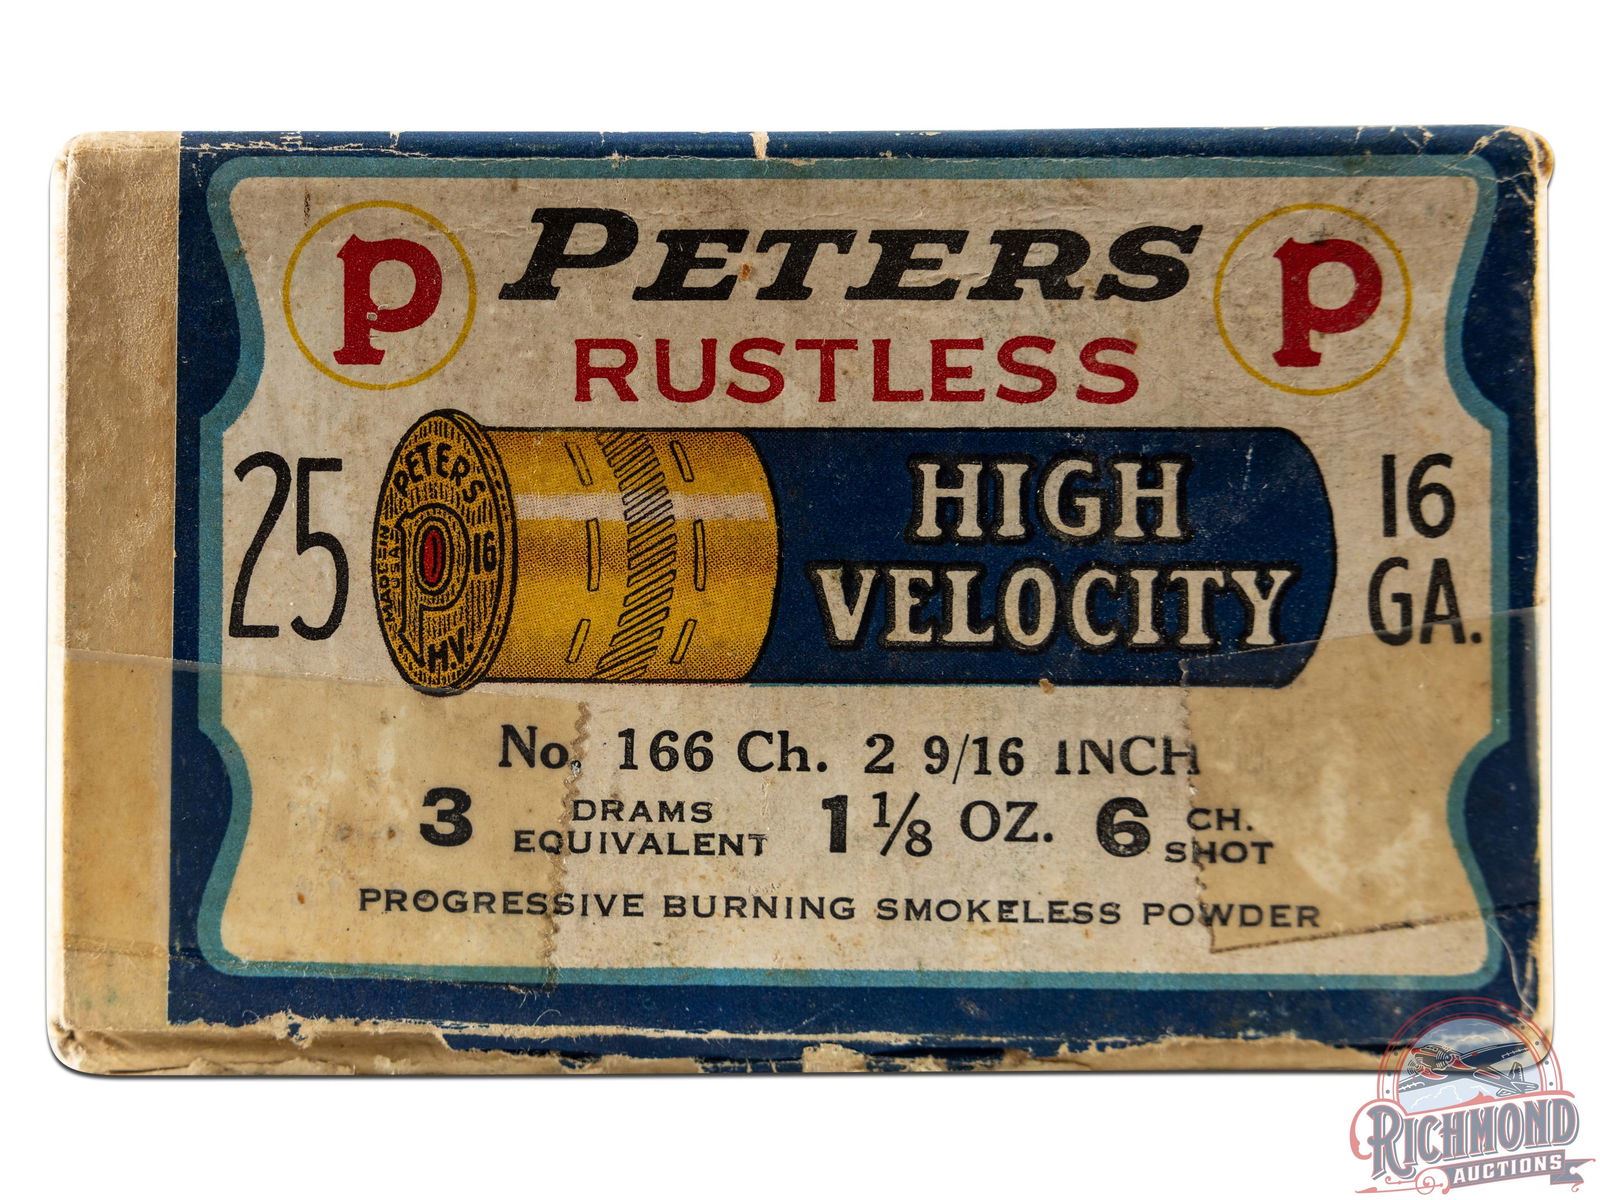 P PETERS P
RUSTLESS
25
PETERS
P
16
MADE IN
U.S.A.
H.V.
HIGH
VELOCITY
16
GA.
No. 166 Ch. 2 9/16 INCH
3 DRAMS EQUIVALENT 1 1/8 OZ. 6 CH. SHOT
PROGRESSIVE BURNING SMOKELESS POWDER
RICHMOND
AUCTIONS